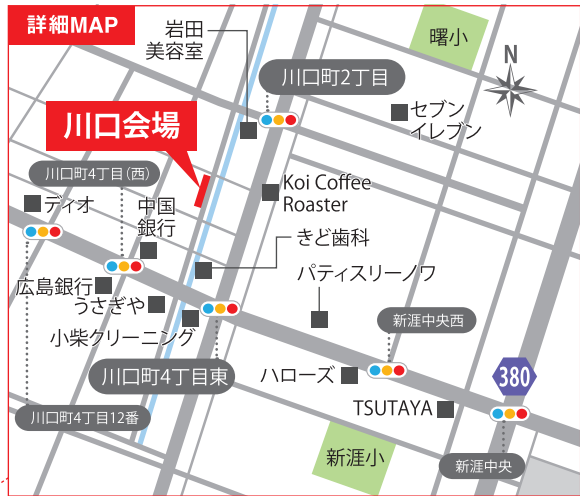 詳細MAP
岩田
美容室
曙小
N
川口町2丁目
セブン
イレブン
川口会場
川口町4丁目(西)
Koi Coffee
Roaster
ディオ
中国
銀行
きど歯科
パティスリーノワ
広島銀行
うさぎや
小柴クリーニング
新涯中央西
川口町4丁目東
ハローズ
380
TSUTAYA
川口町4丁目12番
新涯小
新涯中央